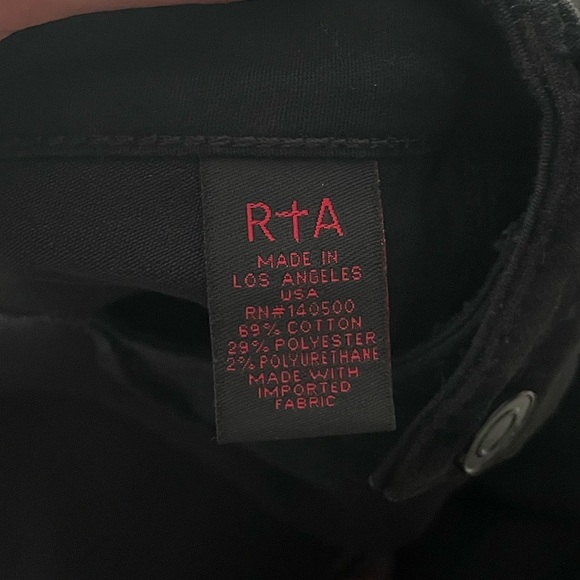 R†A
MADE IN
LOS ANGELES
USA
RN#140500
69% COTTON
29% POLYESTER
2% POLYURETHANE
MADE WITH
IMPORTED
FABRIC